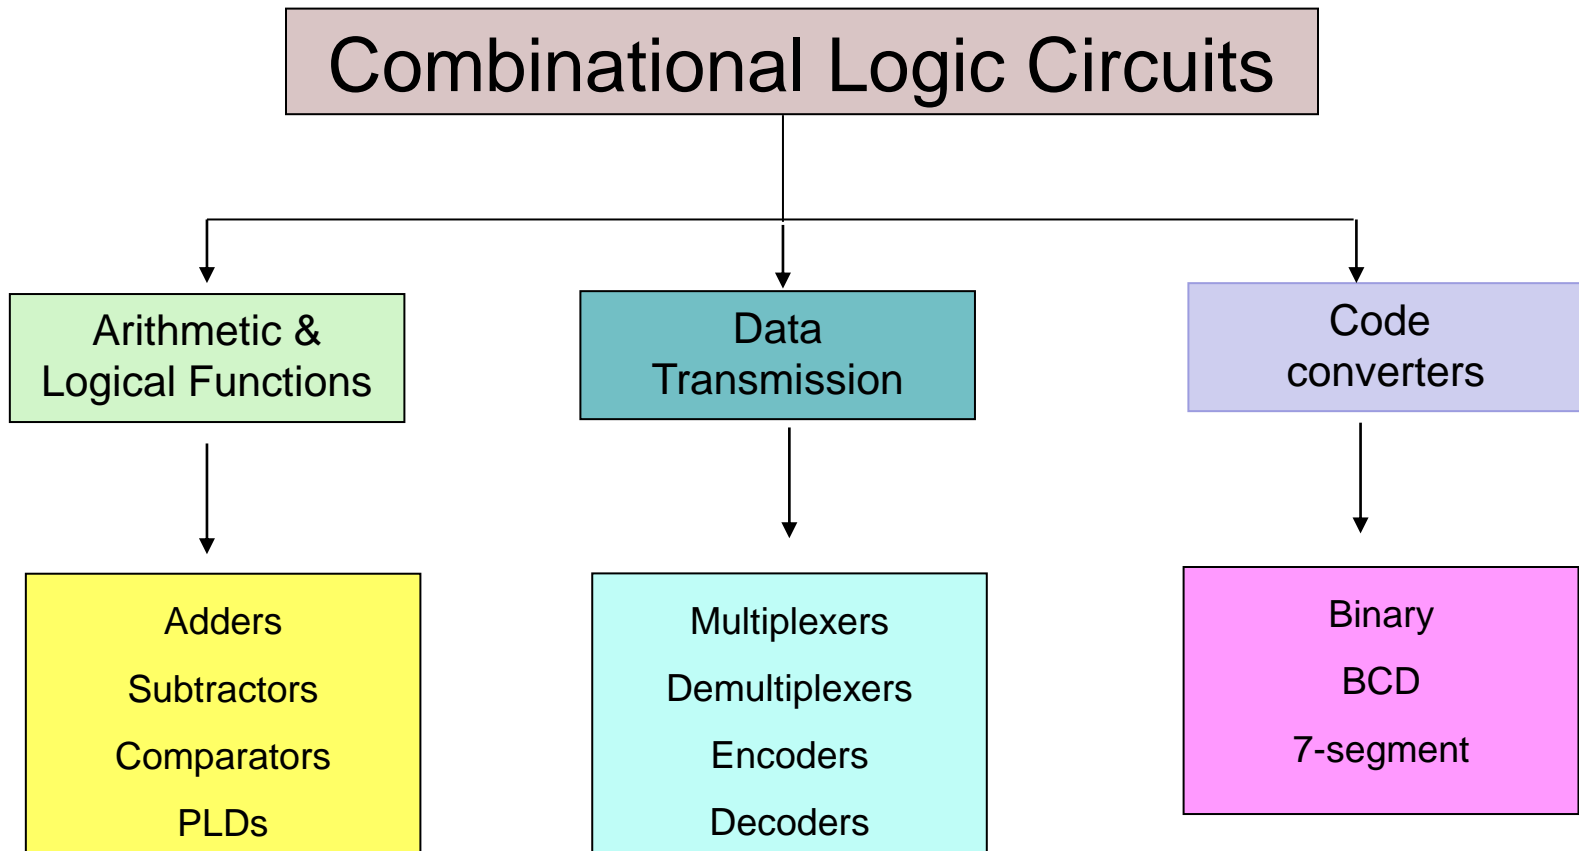 Combinational Logic Circuits
Arithmetic &
Logical Functions
Data
Transmission
Code
converters
Adders
Subtractors
Comparators
PLDs
Multiplexers
Demultiplexers
Encoders
Decoders
Binary
BCD
7-segment